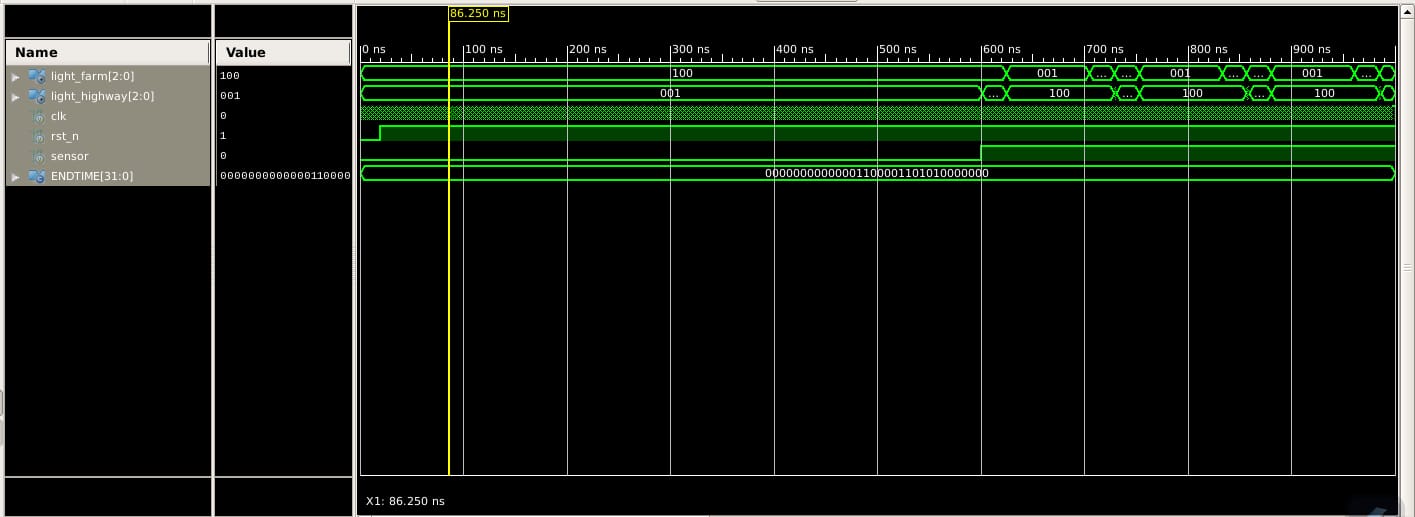 86.250 ns
Name Value
0 ns 100 ns 200 ns 300 ns 400 ns 500 ns 600 ns 700 ns 800 ns 900 ns
light_farm[2:0] 100 100 001 ... ... 001 ... ... 001 ...
light_highway[2:0] 001 001 ... 100 ... 100 ... 100
clk 0
rst_n 1
sensor 0
ENDTIME[31:0] 0000000000000110000 00000000000001100001101010000000
X1: 86.250 ns